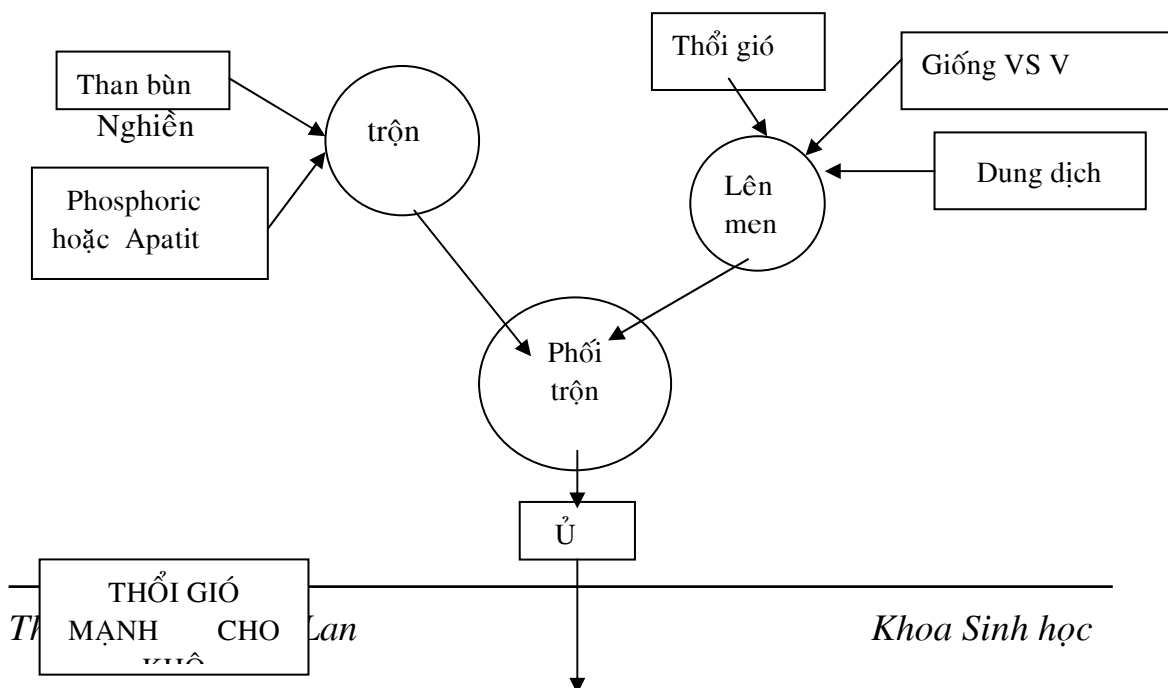 Thổi gió
Giống VS V
Than bùn
Nghiền
trộn
Dung dịch
Lên
men
Phosphoric
hoặc Apatit
Phối
trộn
Ủ
THỔI GIÓ
MẠNH CHO
KHÔ
Lan
Khoa Sinh học